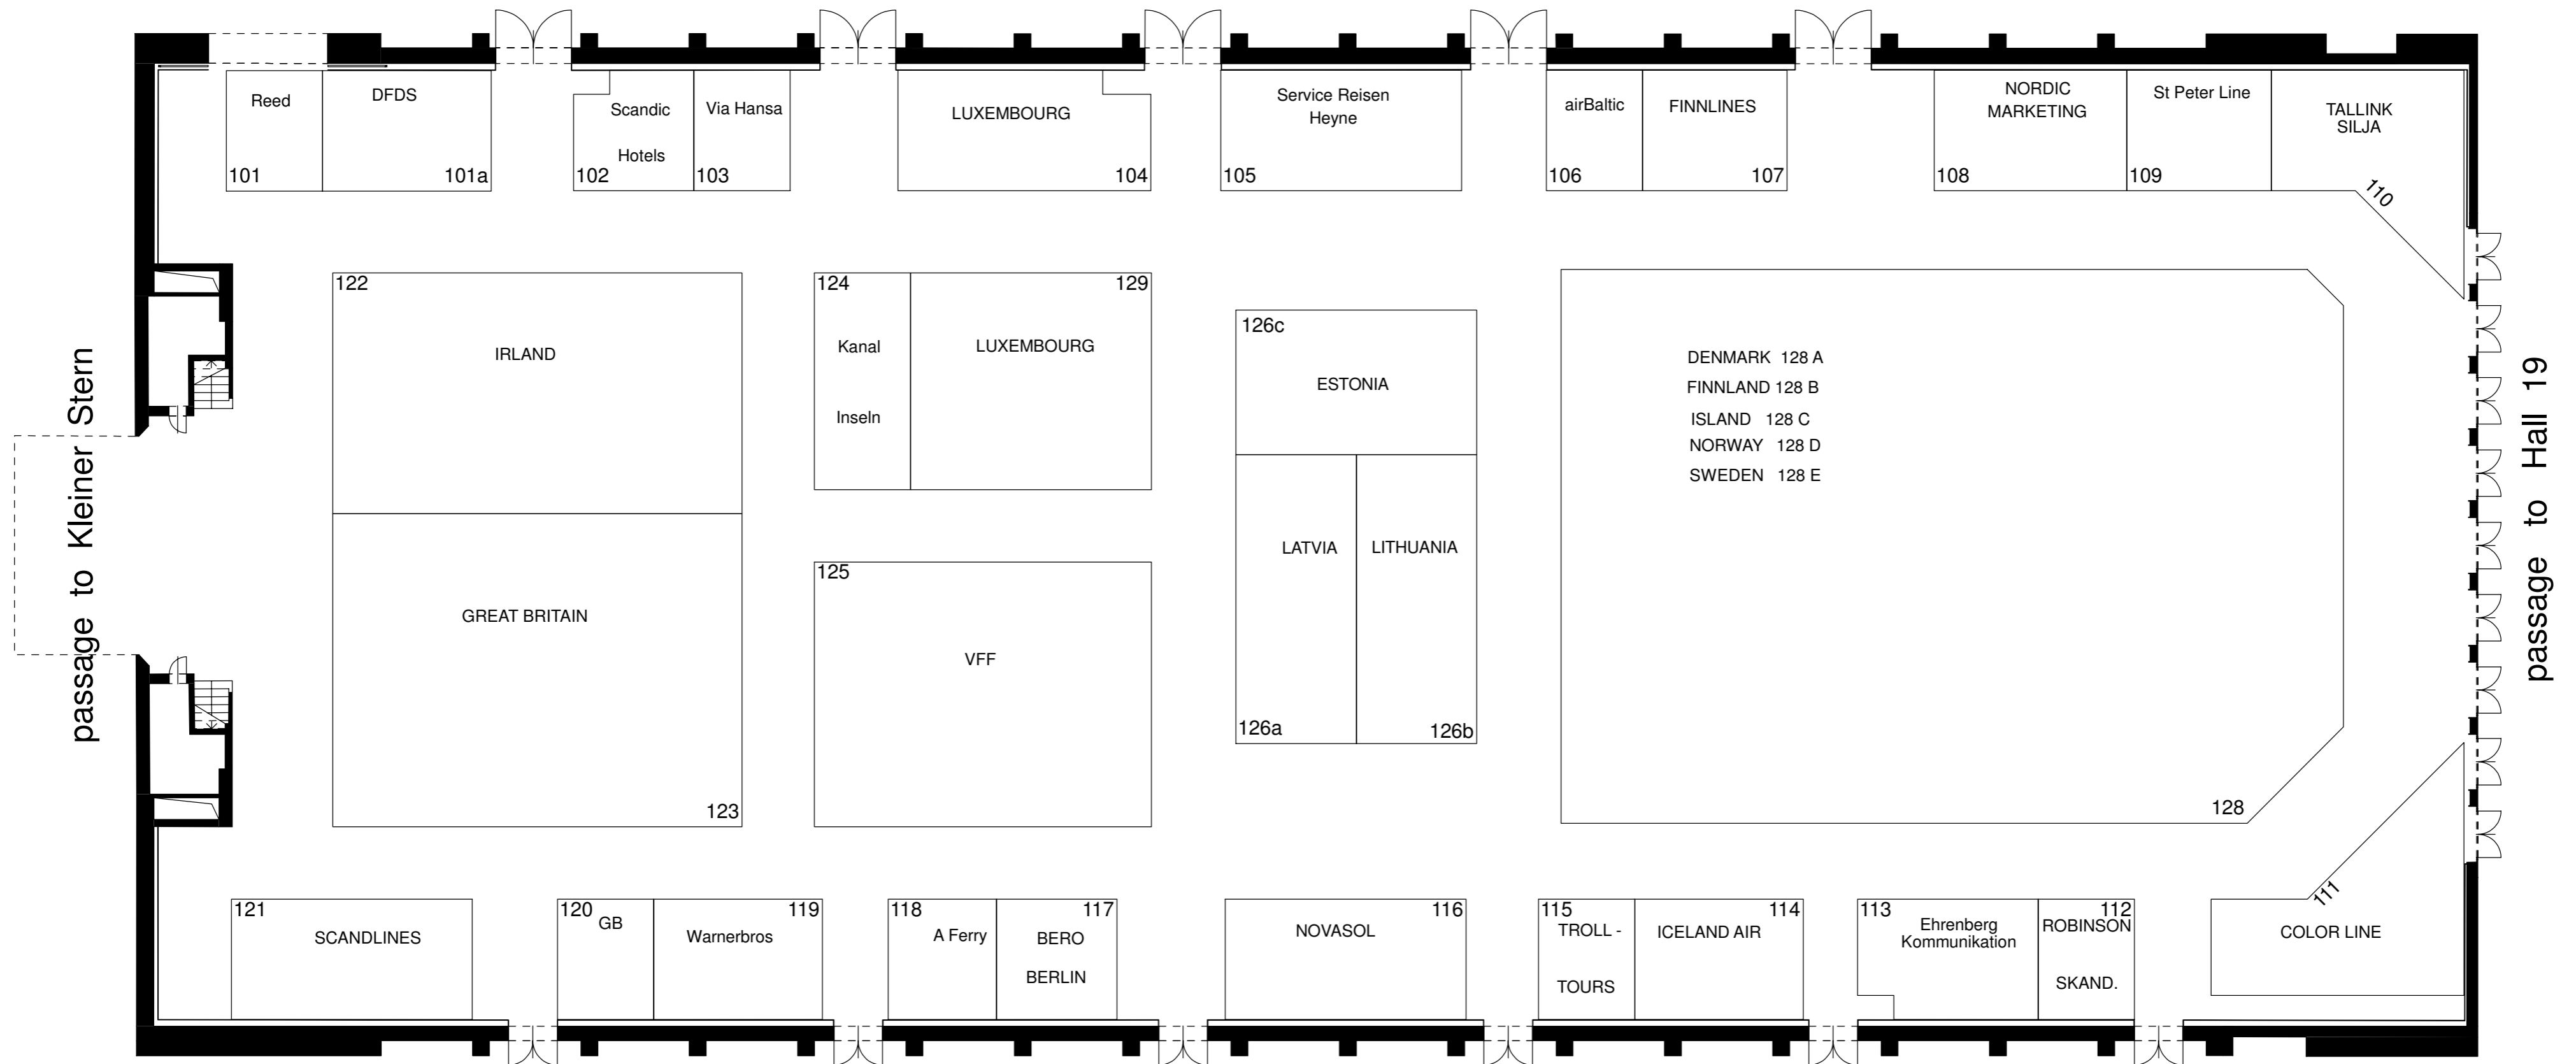 Reed
DFDS
101
101a
Scandic
Hotels
102
Via Hansa
103
LUXEMBOURG
104
Service Reisen
Heyne
105
airBaltic
106
FINNLINES
107
NORDIC
MARKETING
108
St Peter Line
109
TALLINK
SILJA
110
122
IRLAND
124
Kanal
Inseln
129
LUXEMBOURG
126c
ESTONIA
DENMARK 128 A
FINNLAND 128 B
ISLAND 128 C
NORWAY 128 D
SWEDEN 128 E
passage to Kleiner Stern
passage to Hall 19
GREAT BRITAIN
123
125
VFF
LATVIA
126a
LITHUANIA
126b
128
121
SCANDLINES
120
GB
119
Warnerbros
118
A Ferry
117
BERO
BERLIN
116
NOVASOL
115
TROLL -
TOURS
114
ICELAND AIR
113
Ehrenberg
Kommunikation
112
ROBINSON
SKAND.
111
COLOR LINE